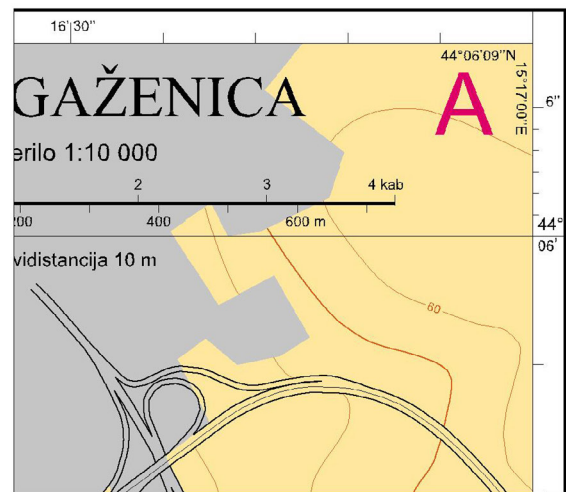 16'30"
44°06'09"N
15°17'00"E
A
6"
GAŽENICA
erilo 1:10 000
2 3 4 kab
200 400 600 m
44°
06'
vidistancija 10 m
60